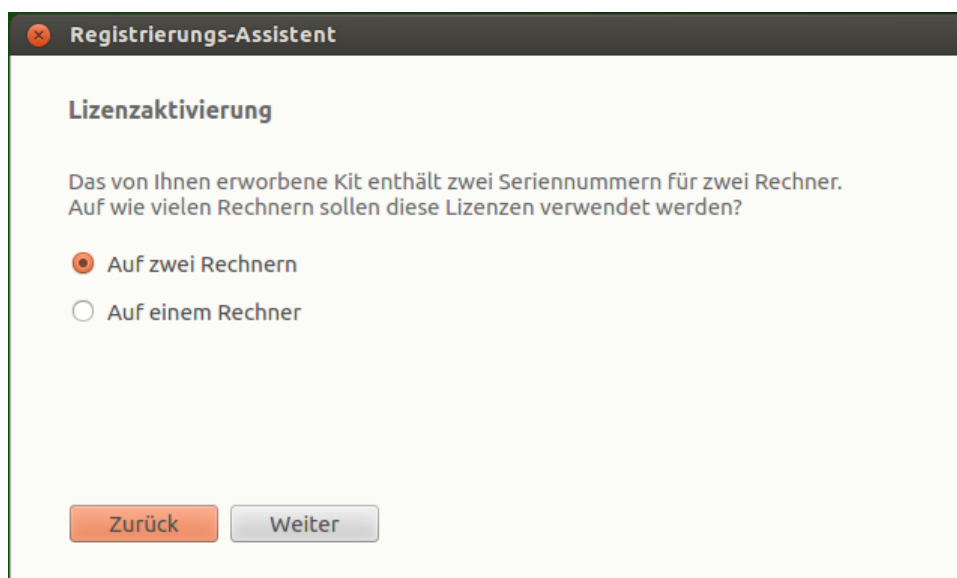 Registrierungs-Assistent
Lizenzaktivierung
Das von Ihnen erworbene Kit enthält zwei Seriennummern für zwei Rechner.
Auf wie vielen Rechnern sollen diese Lizenzen verwendet werden?
Auf zwei Rechnern
Auf einem Rechner
Zurück Weiter